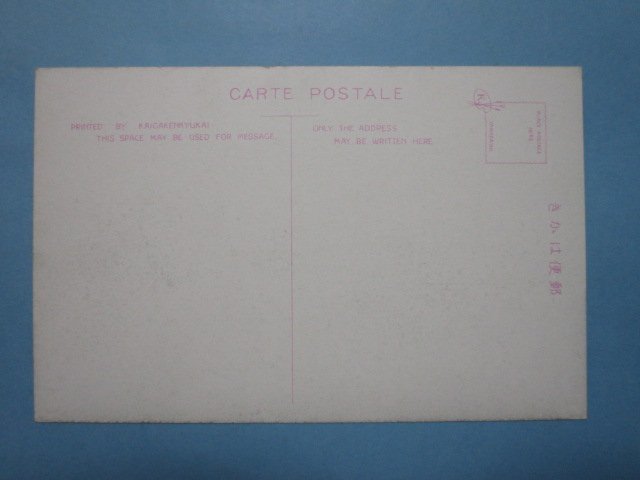 CARTE POSTALE
PRINTED BY KAIGAKENKYUKAI
THIS SPACE MAY BE USED FOR MESSAGE.
ONLY THE ADDRESS
MAY BE WRITTEN HERE
きかは便郵